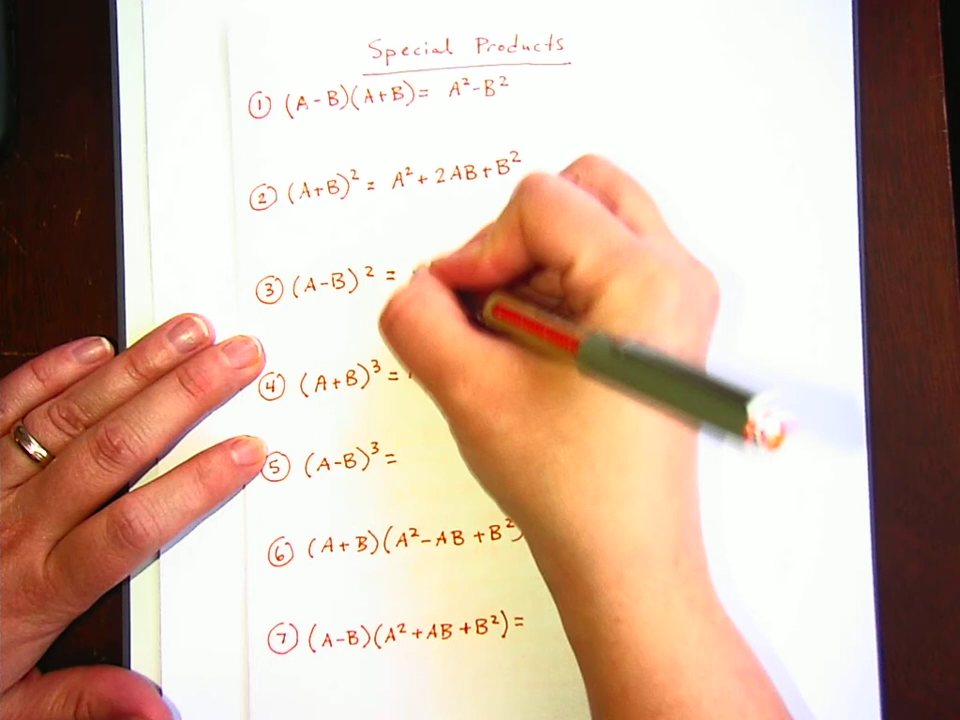 Special Products
① (A-B)(A+B) = A²-B²
② (A+B)² = A² + 2AB + B²
③ (A-B)² =
④ (A+B)³ =
⑤ (A-B)³ =
⑥ (A+B)(A²-AB+B²
⑦ (A-B)(A²+AB+B²) =